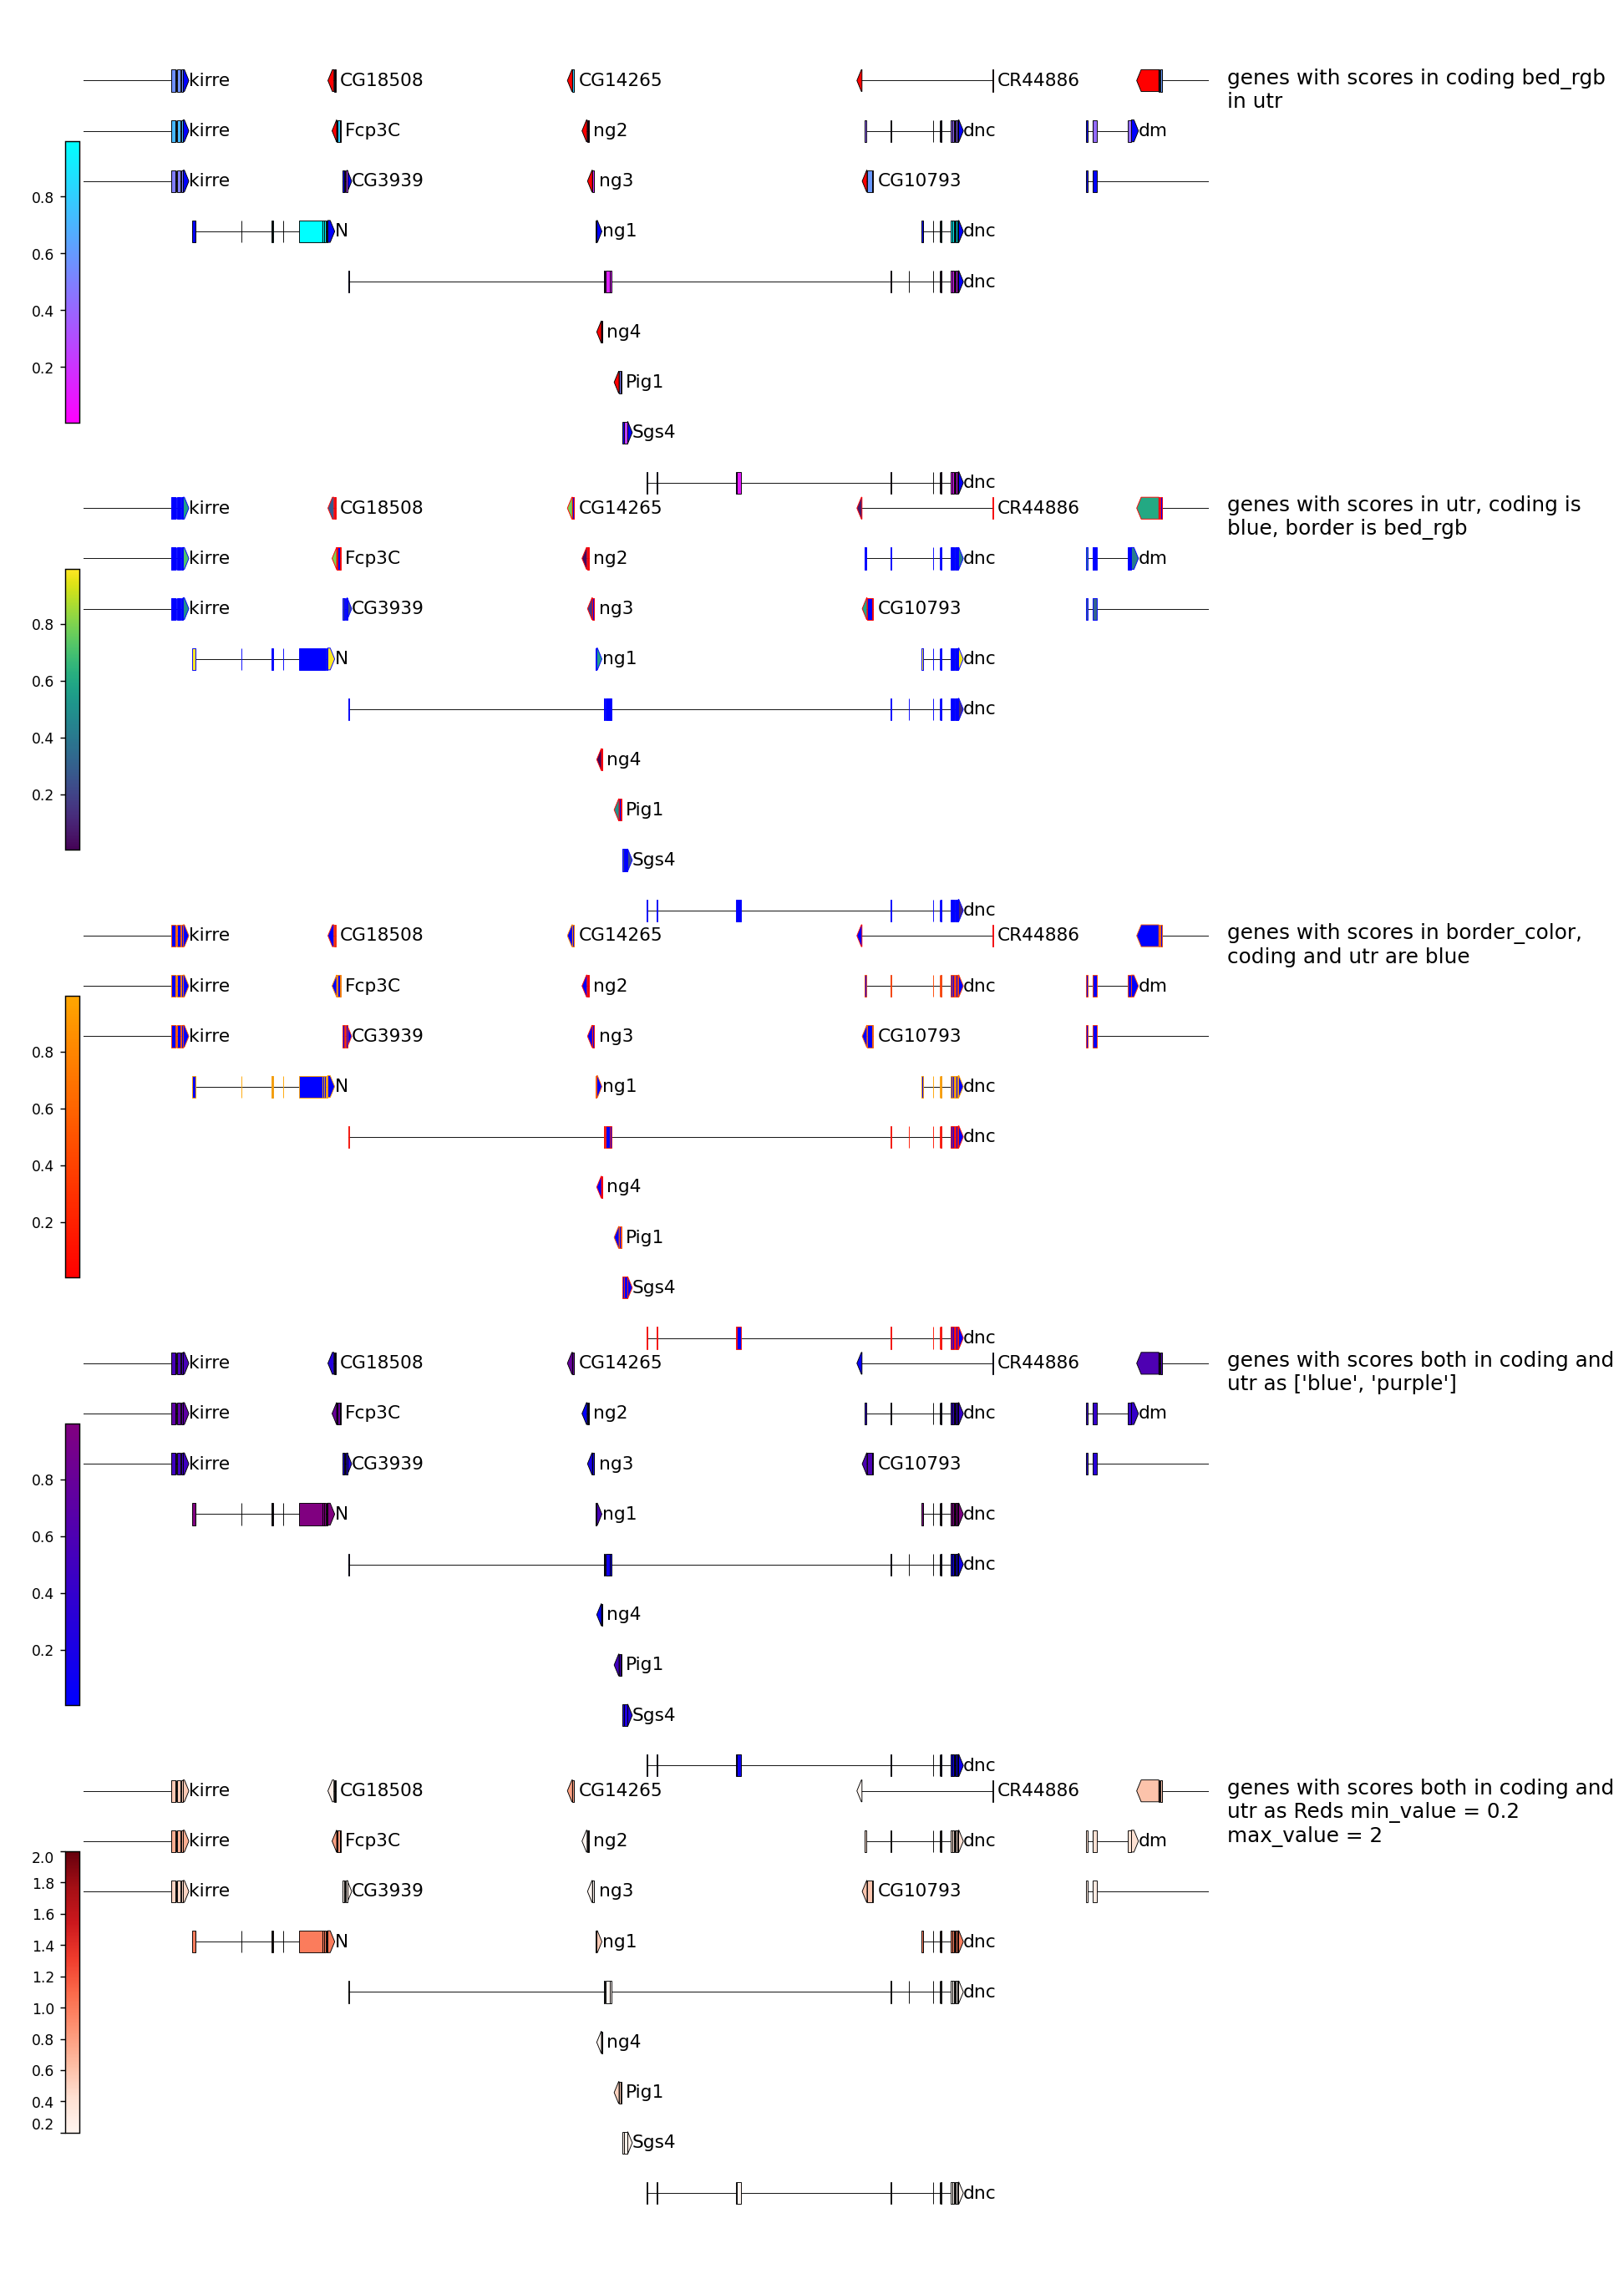 kirre CG18508 CG14265 CR44886 genes with scores in coding bed_rgb
in utr
kirre Fcp3C ng2 dnc dm
kirre CG3939 ng3 CG10793
0.8
N ng1 dnc
0.6
dnc
0.4
ng4
0.2
Pig1
Sgs4
dnc
kirre CG18508 CG14265 CR44886 genes with scores in utr, coding is
blue, border is bed_rgb
kirre Fcp3C ng2 dnc dm
kirre CG3939 ng3 CG10793
0.8
N ng1 dnc
0.6
dnc
0.4
ng4
0.2
Pig1
Sgs4
dnc
kirre CG18508 CG14265 CR44886 genes with scores in border_color,
coding and utr are blue
kirre Fcp3C ng2 dnc dm
kirre CG3939 ng3 CG10793
0.8
N ng1 dnc
0.6
dnc
0.4
ng4
0.2
Pig1
Sgs4
dnc
kirre CG18508 CG14265 CR44886 genes with scores both in coding and
utr as ['blue', 'purple']
kirre Fcp3C ng2 dnc dm
kirre CG3939 ng3 CG10793
0.8
N ng1 dnc
0.6
dnc
0.4
ng4
0.2
Pig1
Sgs4
dnc
kirre CG18508 CG14265 CR44886 genes with scores both in coding and
utr as Reds min_value = 0.2
max_value = 2
kirre Fcp3C ng2 dnc dm
2.0
1.8
kirre CG3939 ng3 CG10793
1.6
1.4
N ng1 dnc
1.2
dnc
1.0
0.8
ng4
0.6
Pig1
0.4
0.2
Sgs4
dnc